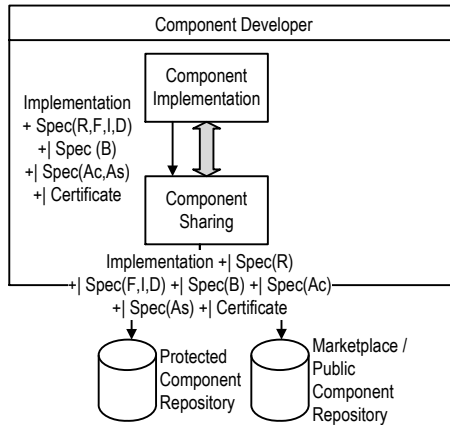 Component Developer
Component
Implementation
Implementation
+ Spec(R,F,I,D)
+| Spec (B)
+| Spec(Ac,As)
+| Certificate
Component
Sharing
Implementation +| Spec(R)
+| Spec(F,I,D) +| Spec(B) +| Spec(Ac)
+| Spec(As) +| Certificate
Protected
Component
Repository
Marketplace /
Public
Component
Repository